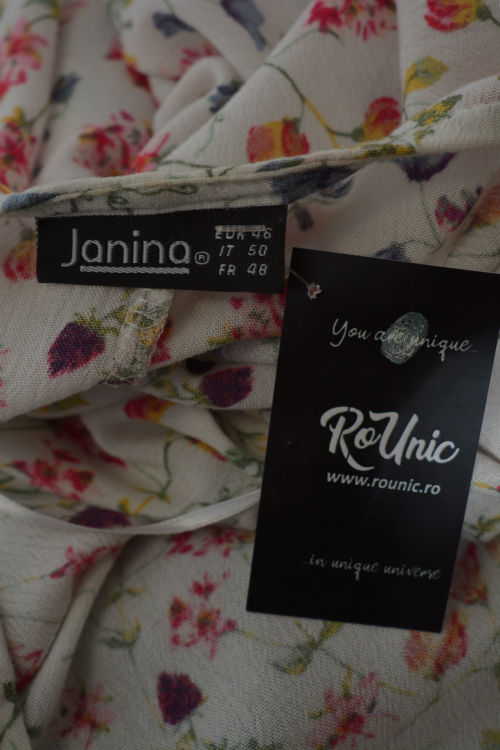 Janina®
EUR 46
IT 50
FR 48
You are unique...
RoUnic
www.rounic.ro
...in unique universe